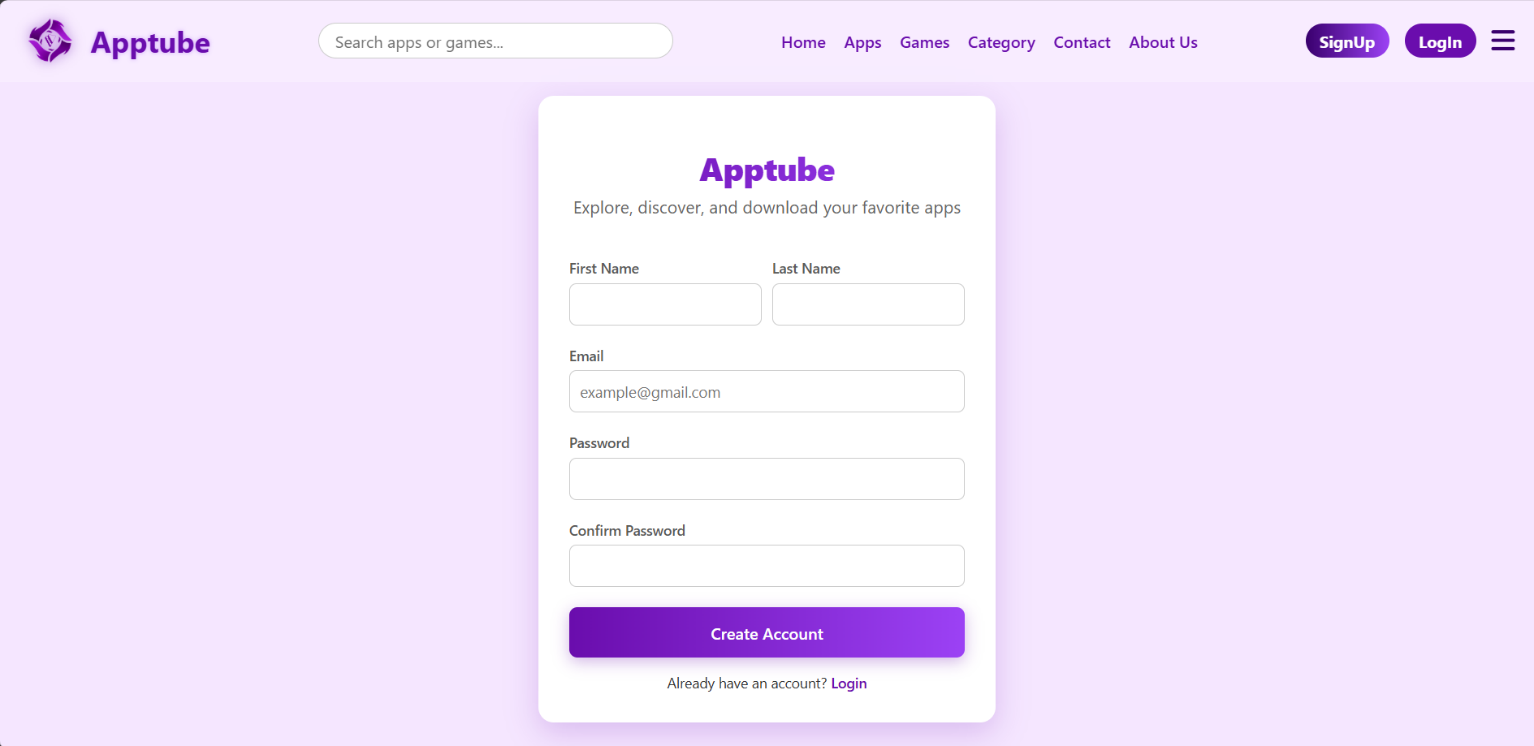 Apptube
Search apps or games...
Home Apps Games Category Contact About Us
SignUp LogIn
Apptube
Explore, discover, and download your favorite apps
First Name Last Name
Email
example@gmail.com
Password
Confirm Password
Create Account
Already have an account? Login